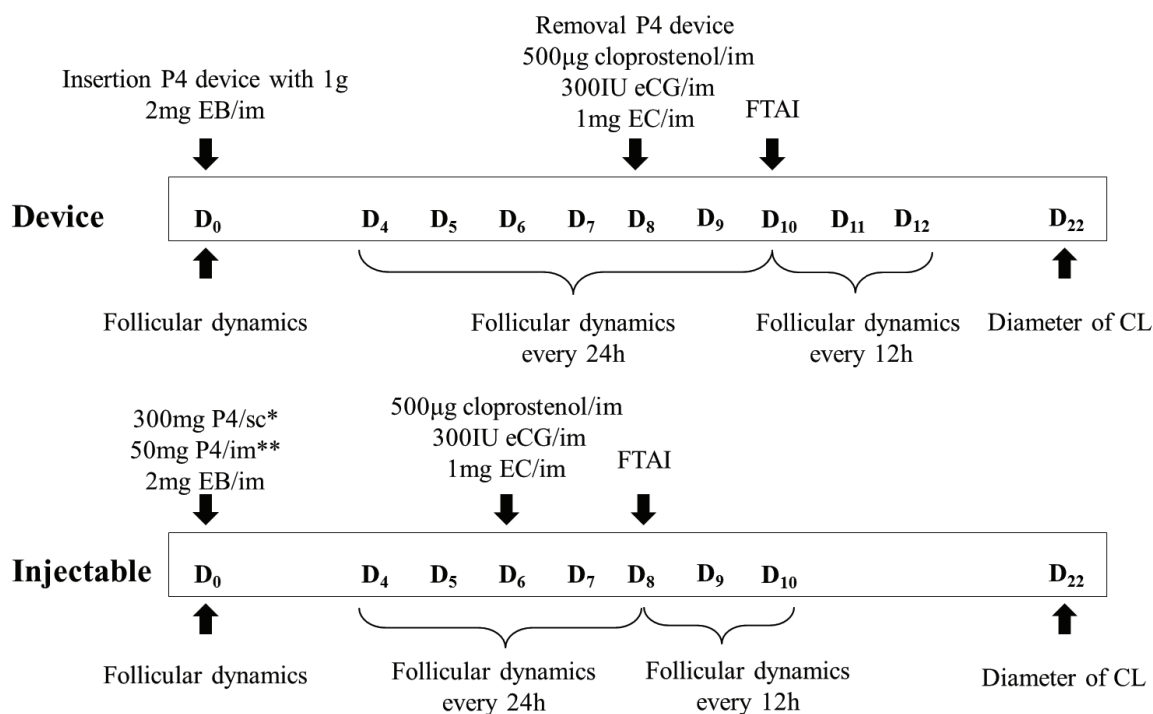 Removal P4 device
500µg cloprostenol/im
300IU eCG/im
1mg EC/im
Insertion P4 device with 1g
2mg EB/im
FTAI
Device
D₀ D₄ D₅ D₆ D₇ D₈ D₉ D₁₀ D₁₁ D₁₂ D₂₂
Follicular dynamics
Follicular dynamics
every 24h
Follicular dynamics
every 12h
Diameter of CL
300mg P4/sc*
50mg P4/im**
2mg EB/im
500µg cloprostenol/im
300IU eCG/im
1mg EC/im
FTAI
Injectable
D₀ D₄ D₅ D₆ D₇ D₈ D₉ D₁₀ D₂₂
Follicular dynamics
Follicular dynamics
every 24h
Follicular dynamics
every 12h
Diameter of CL